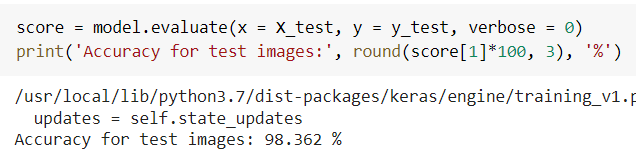 score = model.evaluate(x = X_test, y = y_test, verbose = 0)
print('Accuracy for test images:', round(score[1]*100, 3), '%')
/usr/local/lib/python3.7/dist-packages/keras/engine/training_v1.p
updates = self.state_updates
Accuracy for test images: 98.362 %